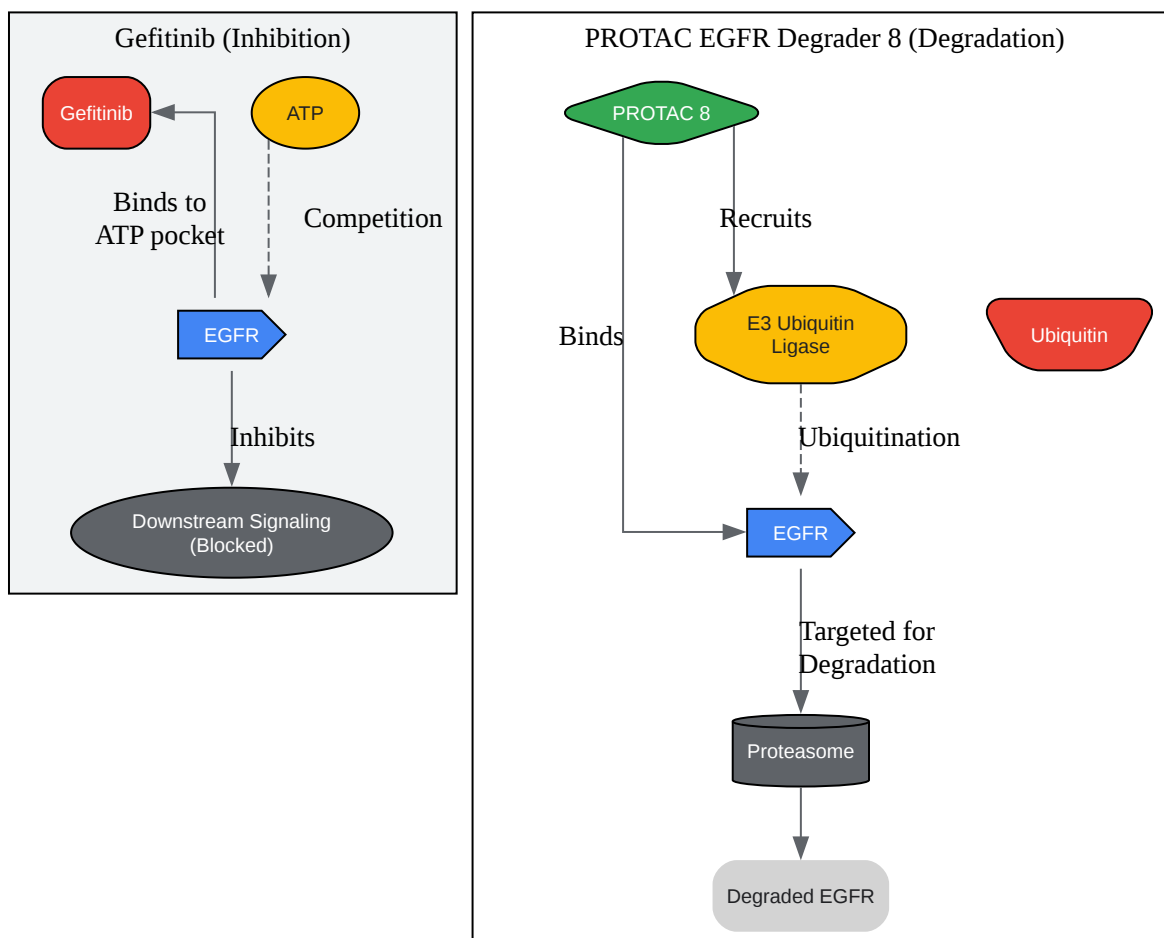 Gefitinib (Inhibition)
Gefitinib
ATP
Binds to
ATP pocket
Competition
EGFR
Inhibits
Downstream Signaling
(Blocked)
PROTAC EGFR Degrader 8 (Degradation)
PROTAC 8
Recruits
Binds
E3 Ubiquitin
Ligase
Ubiquitin
Ubiquitination
EGFR
Targeted for
Degradation
Proteasome
Degraded EGFR